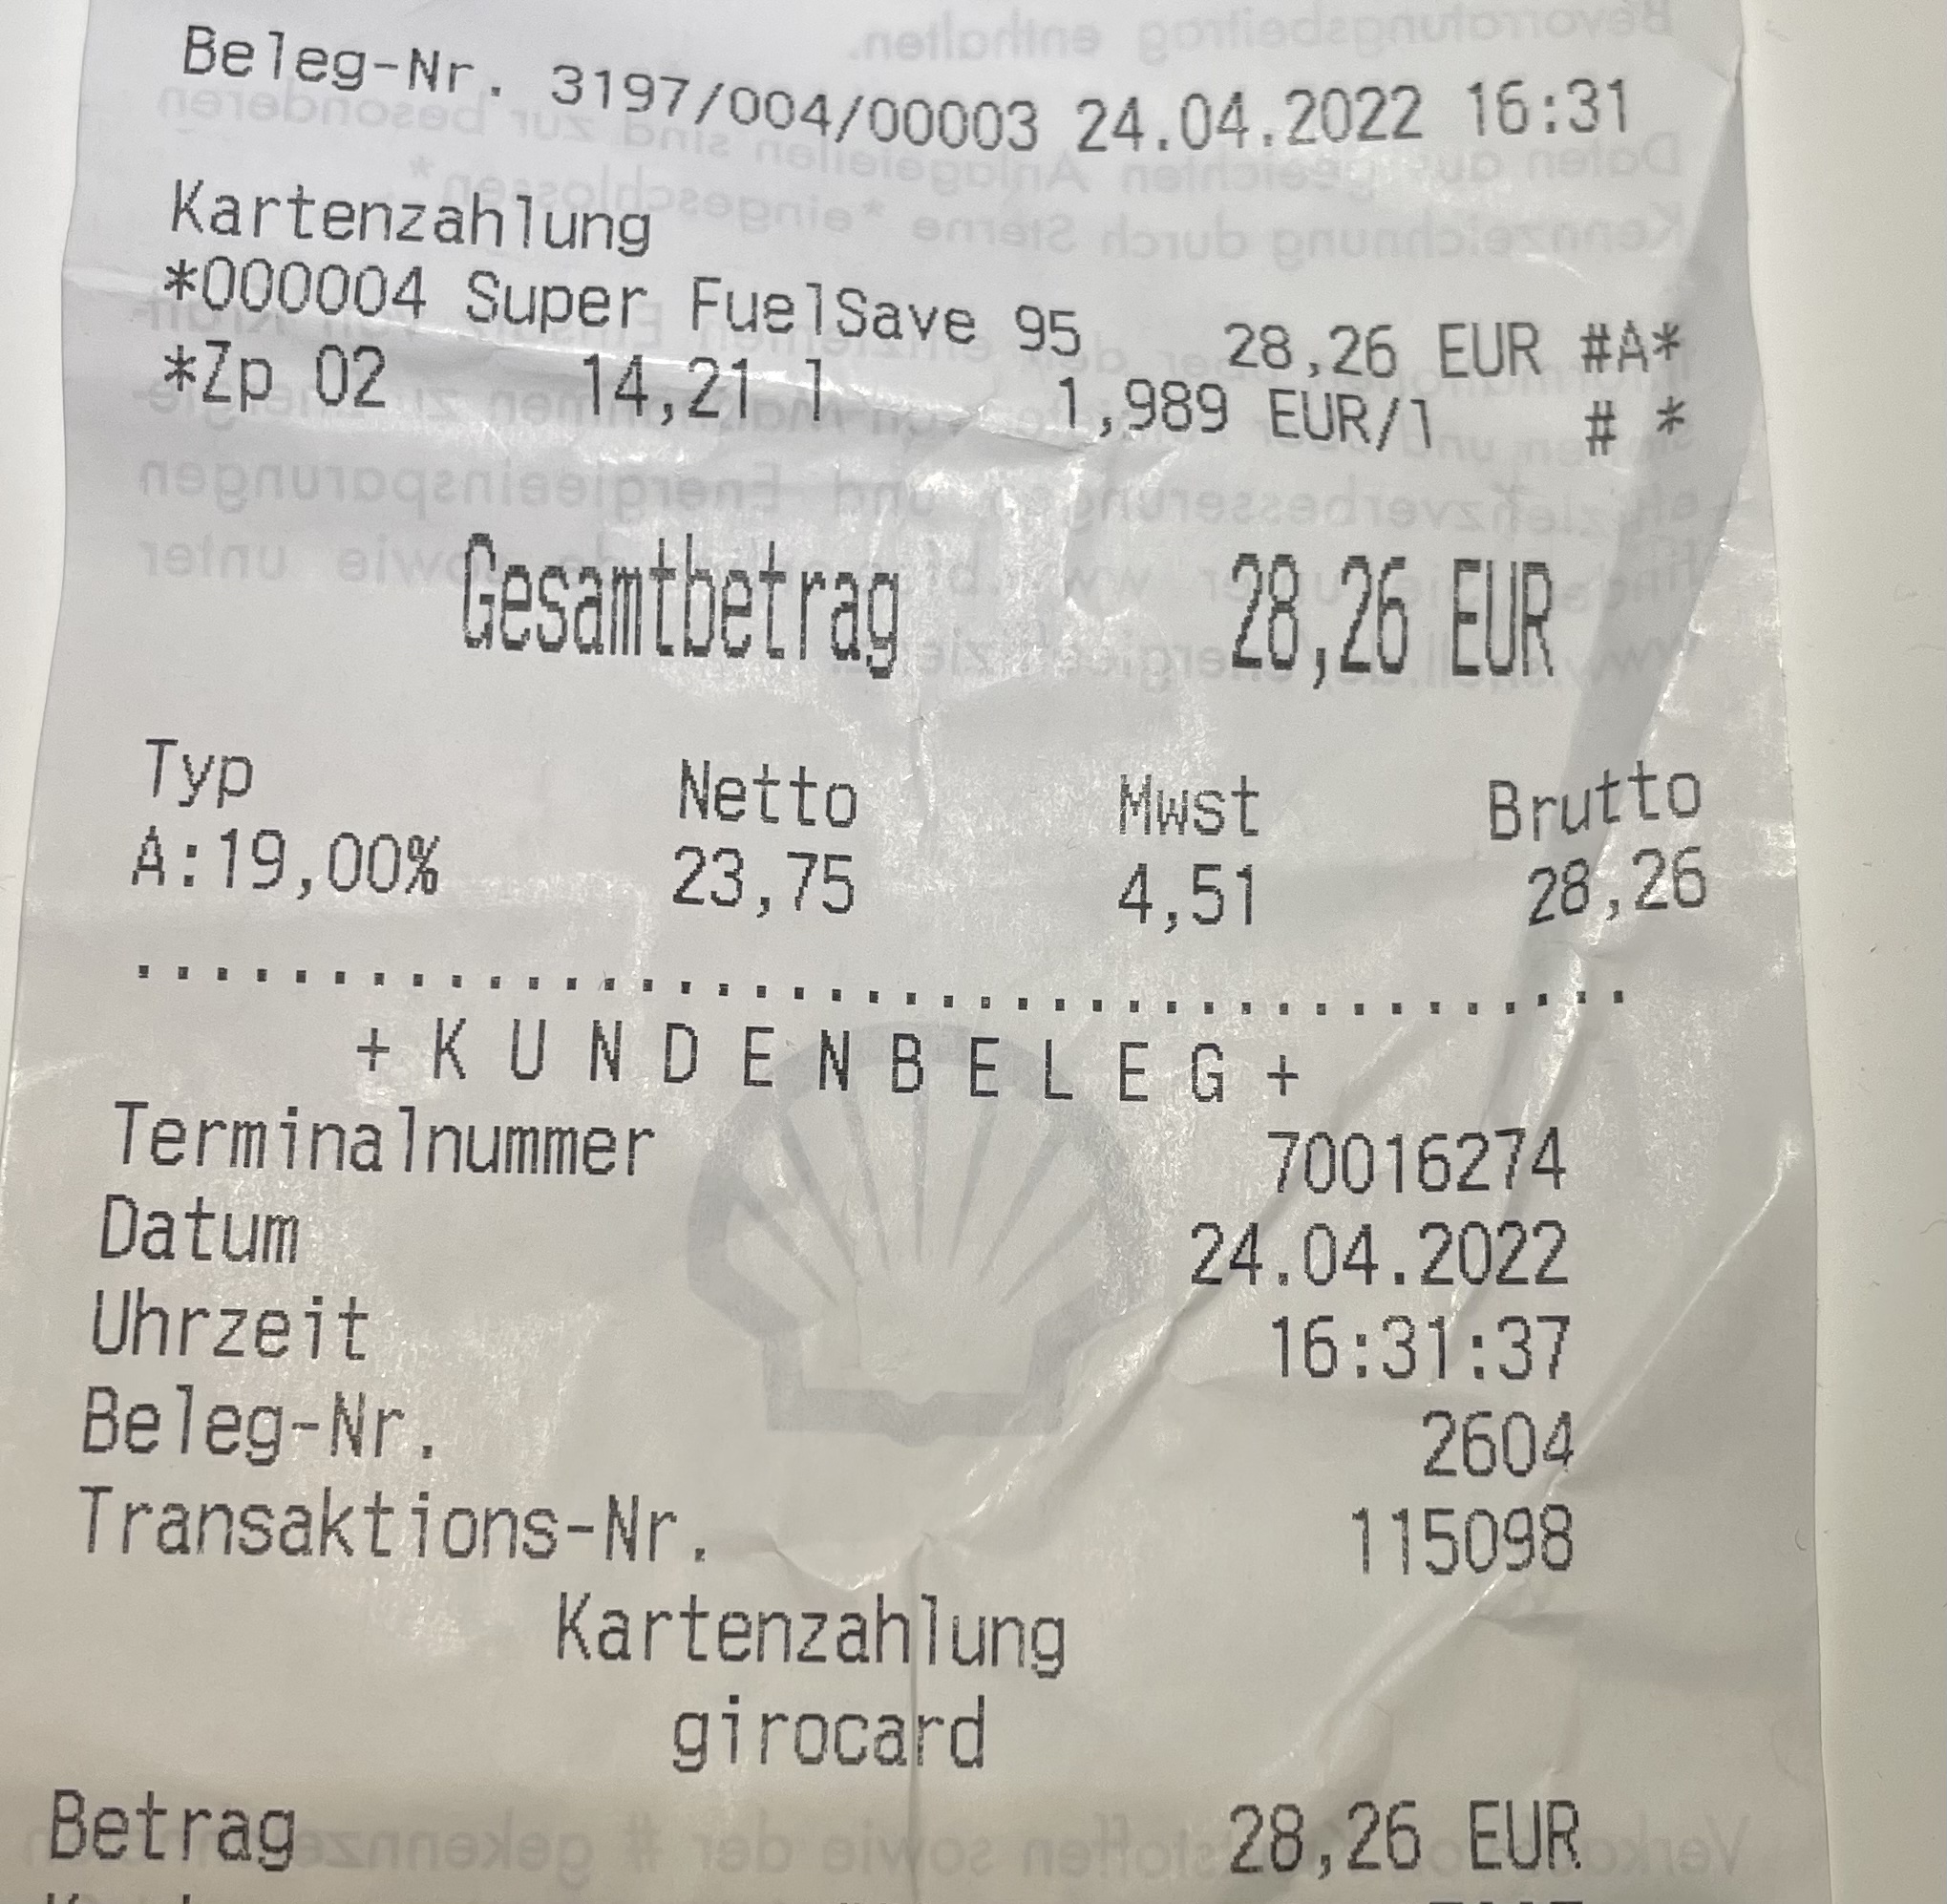 Beleg-Nr. 3197/004/00003 24.04.2022 16:31
Kartenzahlung
*000004 Super FuelSave 95 28,26 EUR #A*
*Zp 02 14,21 l 1,989 EUR/l # *
Gesamtbetrag 28,26 EUR
Typ Netto Mwst Brutto
A:19,00% 23,75 4,51 28,26
........................................
+ K U N D E N B E L E G +
Terminalnummer 70016274
Datum 24.04.2022
Uhrzeit 16:31:37
Beleg-Nr. 2604
Transaktions-Nr. 115098
Kartenzahlung
girocard
Betrag 28,26 EUR